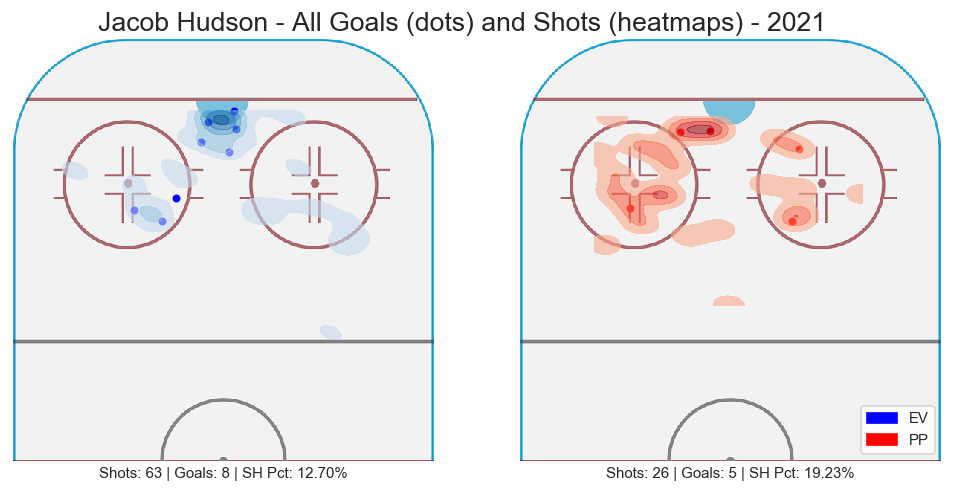 Jacob Hudson - All Goals (dots) and Shots (heatmaps) - 2021
EV
PP
Shots: 63 | Goals: 8 | SH Pct: 12.70%
Shots: 26 | Goals: 5 | SH Pct: 19.23%